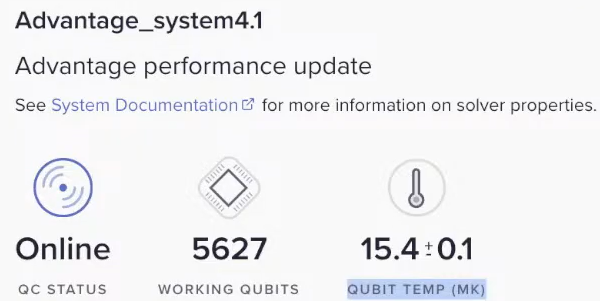 Advantage_system4.1
Advantage performance update
See System Documentation for more information on solver properties.
Online 5627 15.4 ± 0.1
QC STATUS WORKING QUBITS QUBIT TEMP (MK)